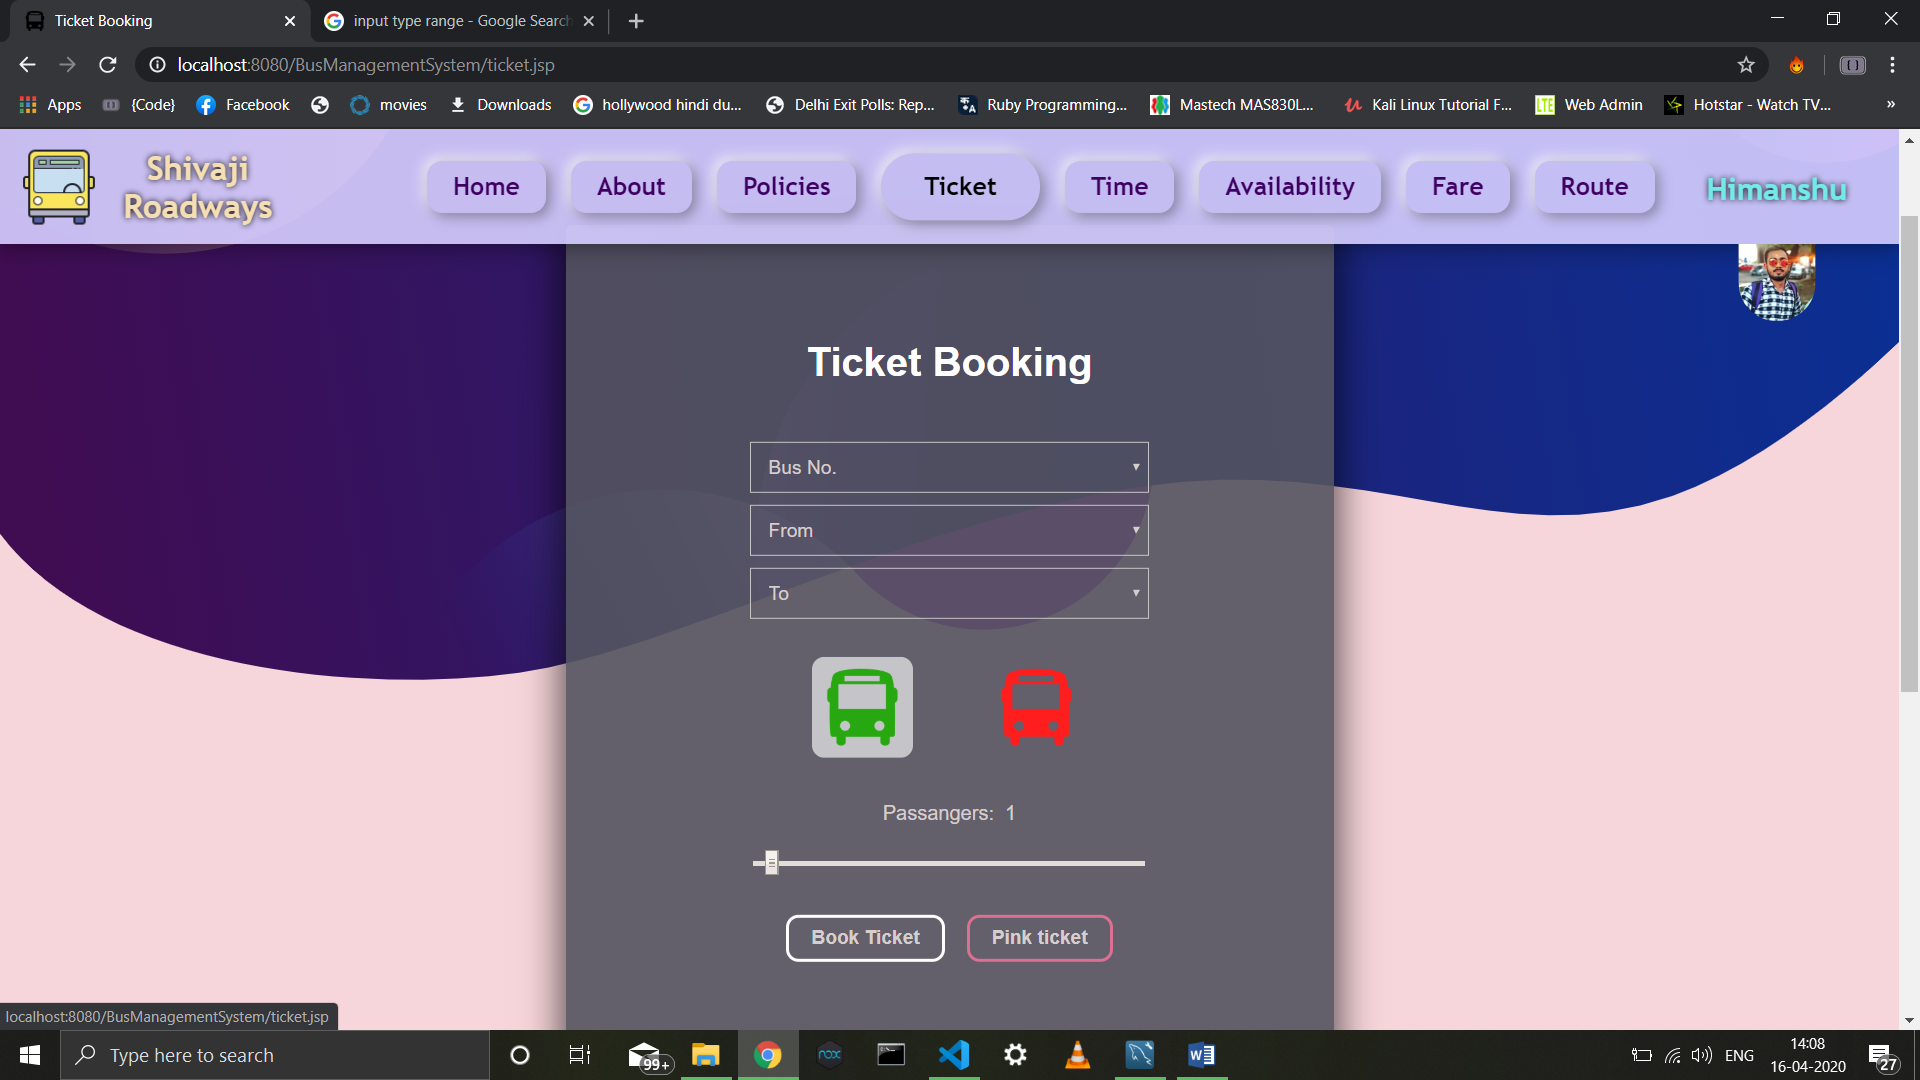 Ticket Booking
input type range - Google Search
localhost:8080/BusManagementSystem/ticket.jsp
Apps
{Code}
Facebook
movies
Downloads
hollywood hindi du...
Delhi Exit Polls: Rep...
Ruby Programming...
Mastech MAS830L...
Kali Linux Tutorial F...
LTE
Web Admin
Hotstar - Watch TV...
»
Shivaji
Roadways
Home
About
Policies
Ticket
Time
Availability
Fare
Route
Himanshu
Ticket Booking
Bus No.
From
To
Passangers: 1
Book Ticket
Pink ticket
localhost:8080/BusManagementSystem/ticket.jsp
Type here to search
99+
nox
ENG
14:08
16-04-2020
27